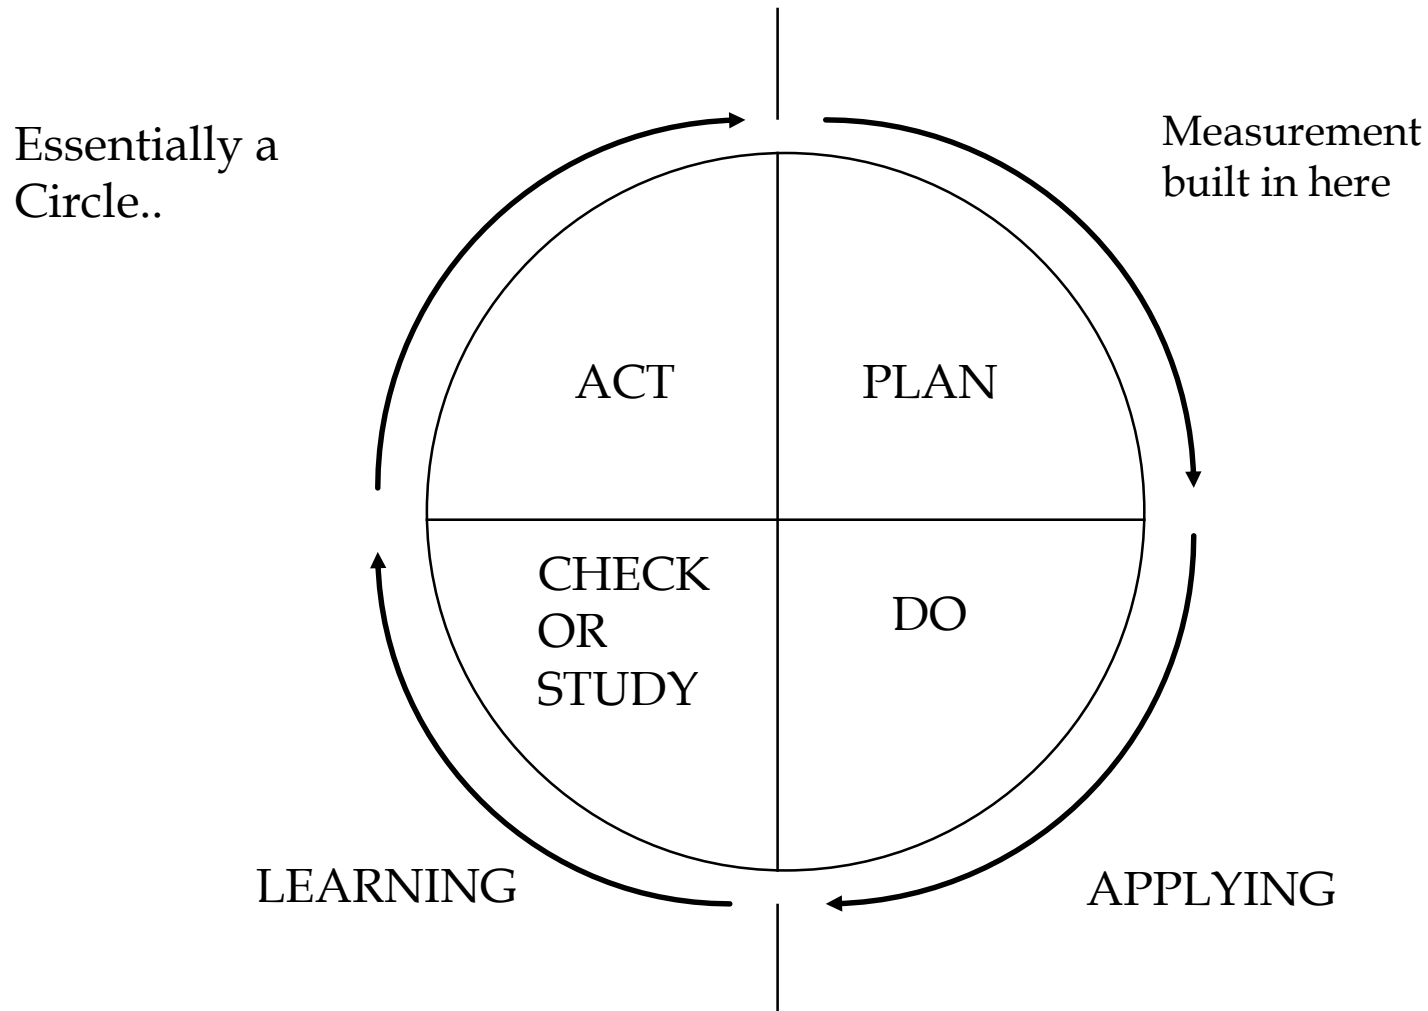 Essentially a
Circle..
Measurement
built in here
ACT
PLAN
CHECK
OR
STUDY
DO
LEARNING
APPLYING